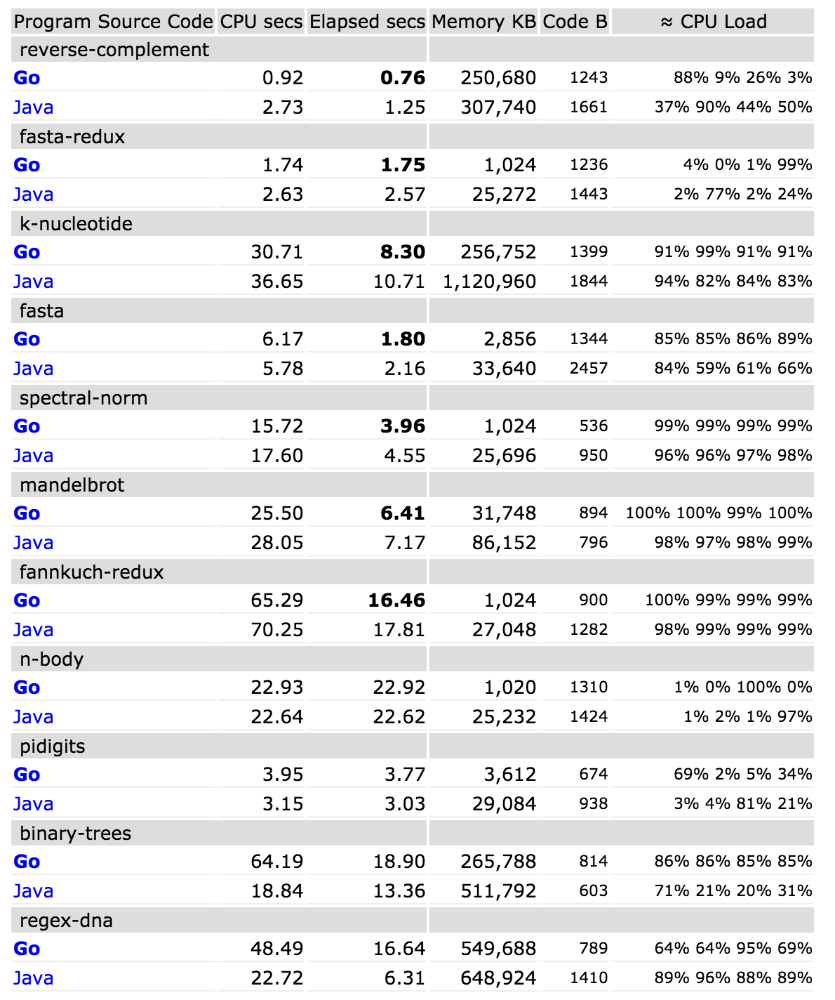 Program Source Code CPU secs Elapsed secs Memory KB Code B ≈ CPU Load
reverse-complement
Go 0.92 0.76 250,680 1243 88% 9% 26% 3%
Java 2.73 1.25 307,740 1661 37% 90% 44% 50%
fasta-redux
Go 1.74 1.75 1,024 1236 4% 0% 1% 99%
Java 2.63 2.57 25,272 1443 2% 77% 2% 24%
k-nucleotide
Go 30.71 8.30 256,752 1399 91% 99% 91% 91%
Java 36.65 10.71 1,120,960 1844 94% 82% 84% 83%
fasta
Go 6.17 1.80 2,856 1344 85% 85% 86% 89%
Java 5.78 2.16 33,640 2457 84% 59% 61% 66%
spectral-norm
Go 15.72 3.96 1,024 536 99% 99% 99% 99%
Java 17.60 4.55 25,696 950 96% 96% 97% 98%
mandelbrot
Go 25.50 6.41 31,748 894 100% 100% 99% 100%
Java 28.05 7.17 86,152 796 98% 97% 98% 99%
fannkuch-redux
Go 65.29 16.46 1,024 900 100% 99% 99% 99%
Java 70.25 17.81 27,048 1282 98% 99% 99% 99%
n-body
Go 22.93 22.92 1,020 1310 1% 0% 100% 0%
Java 22.64 22.62 25,232 1424 1% 2% 1% 97%
pidigits
Go 3.95 3.77 3,612 674 69% 2% 5% 34%
Java 3.15 3.03 29,084 938 3% 4% 81% 21%
binary-trees
Go 64.19 18.90 265,788 814 86% 86% 85% 85%
Java 18.84 13.36 511,792 603 71% 21% 20% 31%
regex-dna
Go 48.49 16.64 549,688 789 64% 64% 95% 69%
Java 22.72 6.31 648,924 1410 89% 96% 88% 89%